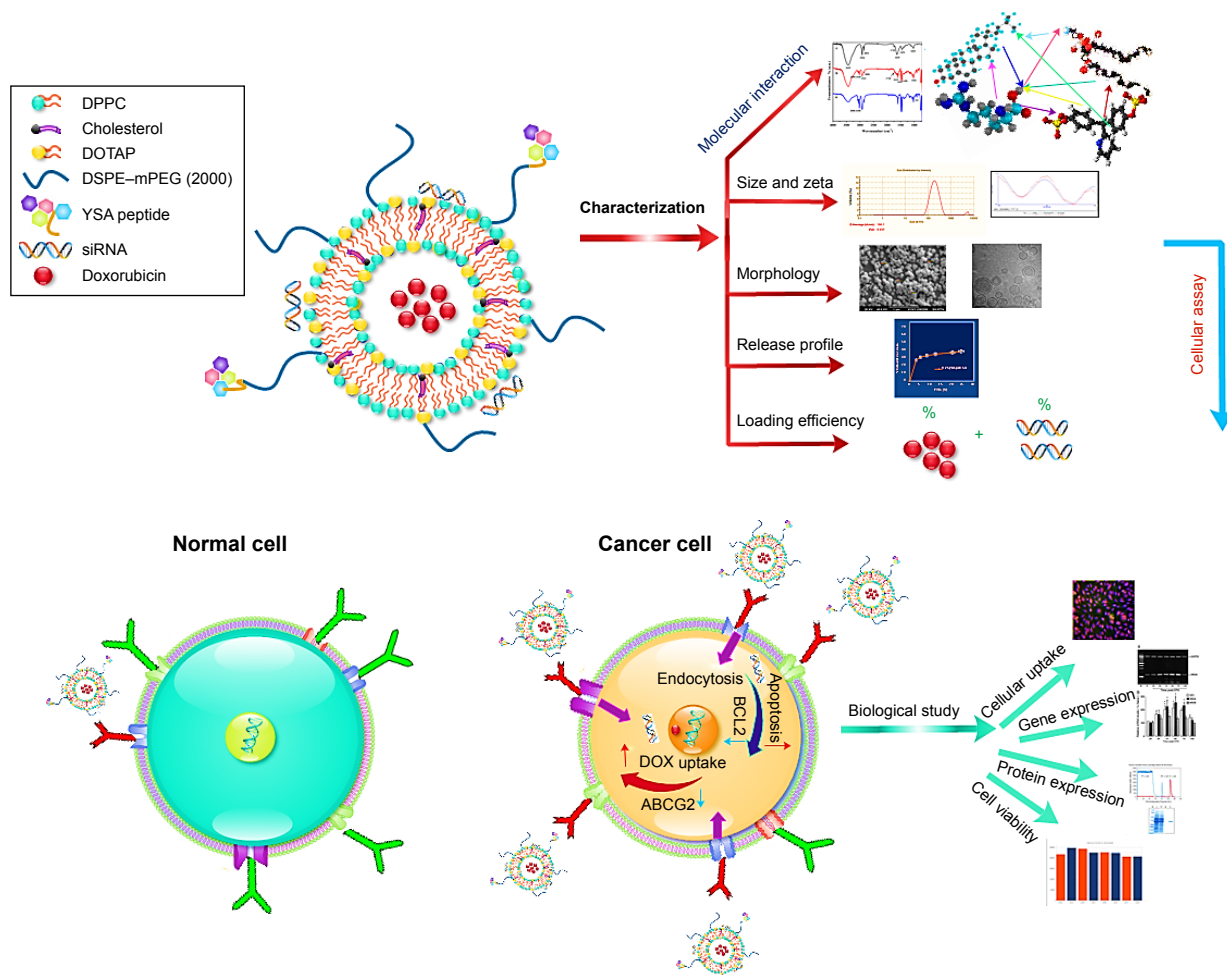 DPPC
Cholesterol
DOTAP
DSPE–mPEG (2000)
YSA peptide
siRNA
Doxorubicin
Characterization
Molecular interaction
Size and zeta
Morphology
Release profile
Loading efficiency
%
+
%
Cellular assay
Normal cell
Cancer cell
Endocytosis
BCL2
Apoptosis
DOX uptake
ABCG2
Biological study
Cellular uptake
Gene expression
Protein expression
Cell viability